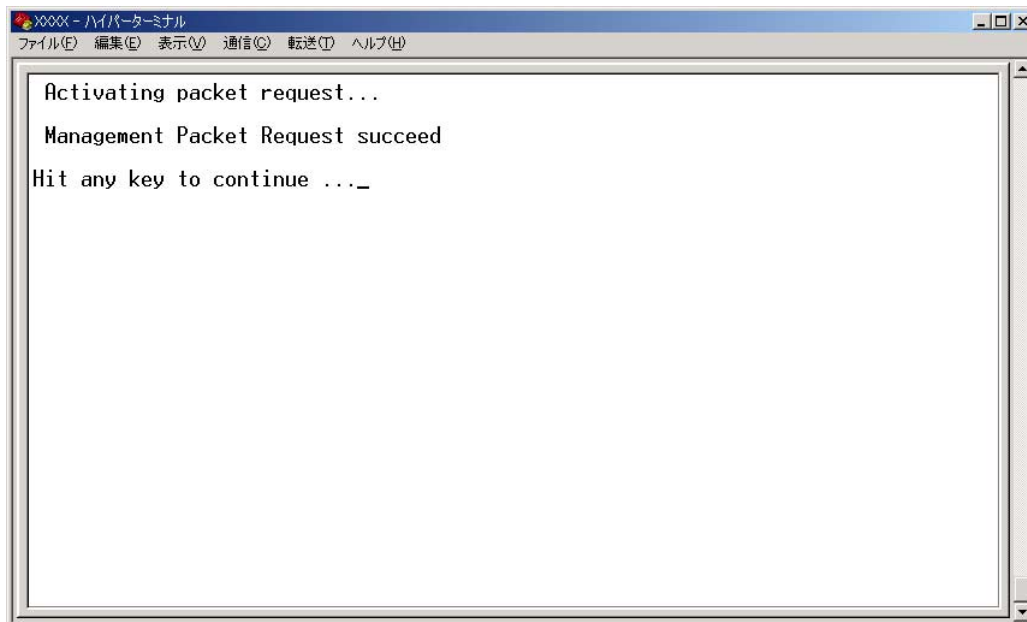 XXXX - ハイパーターミナル
ファイル(F) 編集(E) 表示(V) 通信(C) 転送(T) ヘルプ(H)
Activating packet request...
Management Packet Request succeed
Hit any key to continue ..._